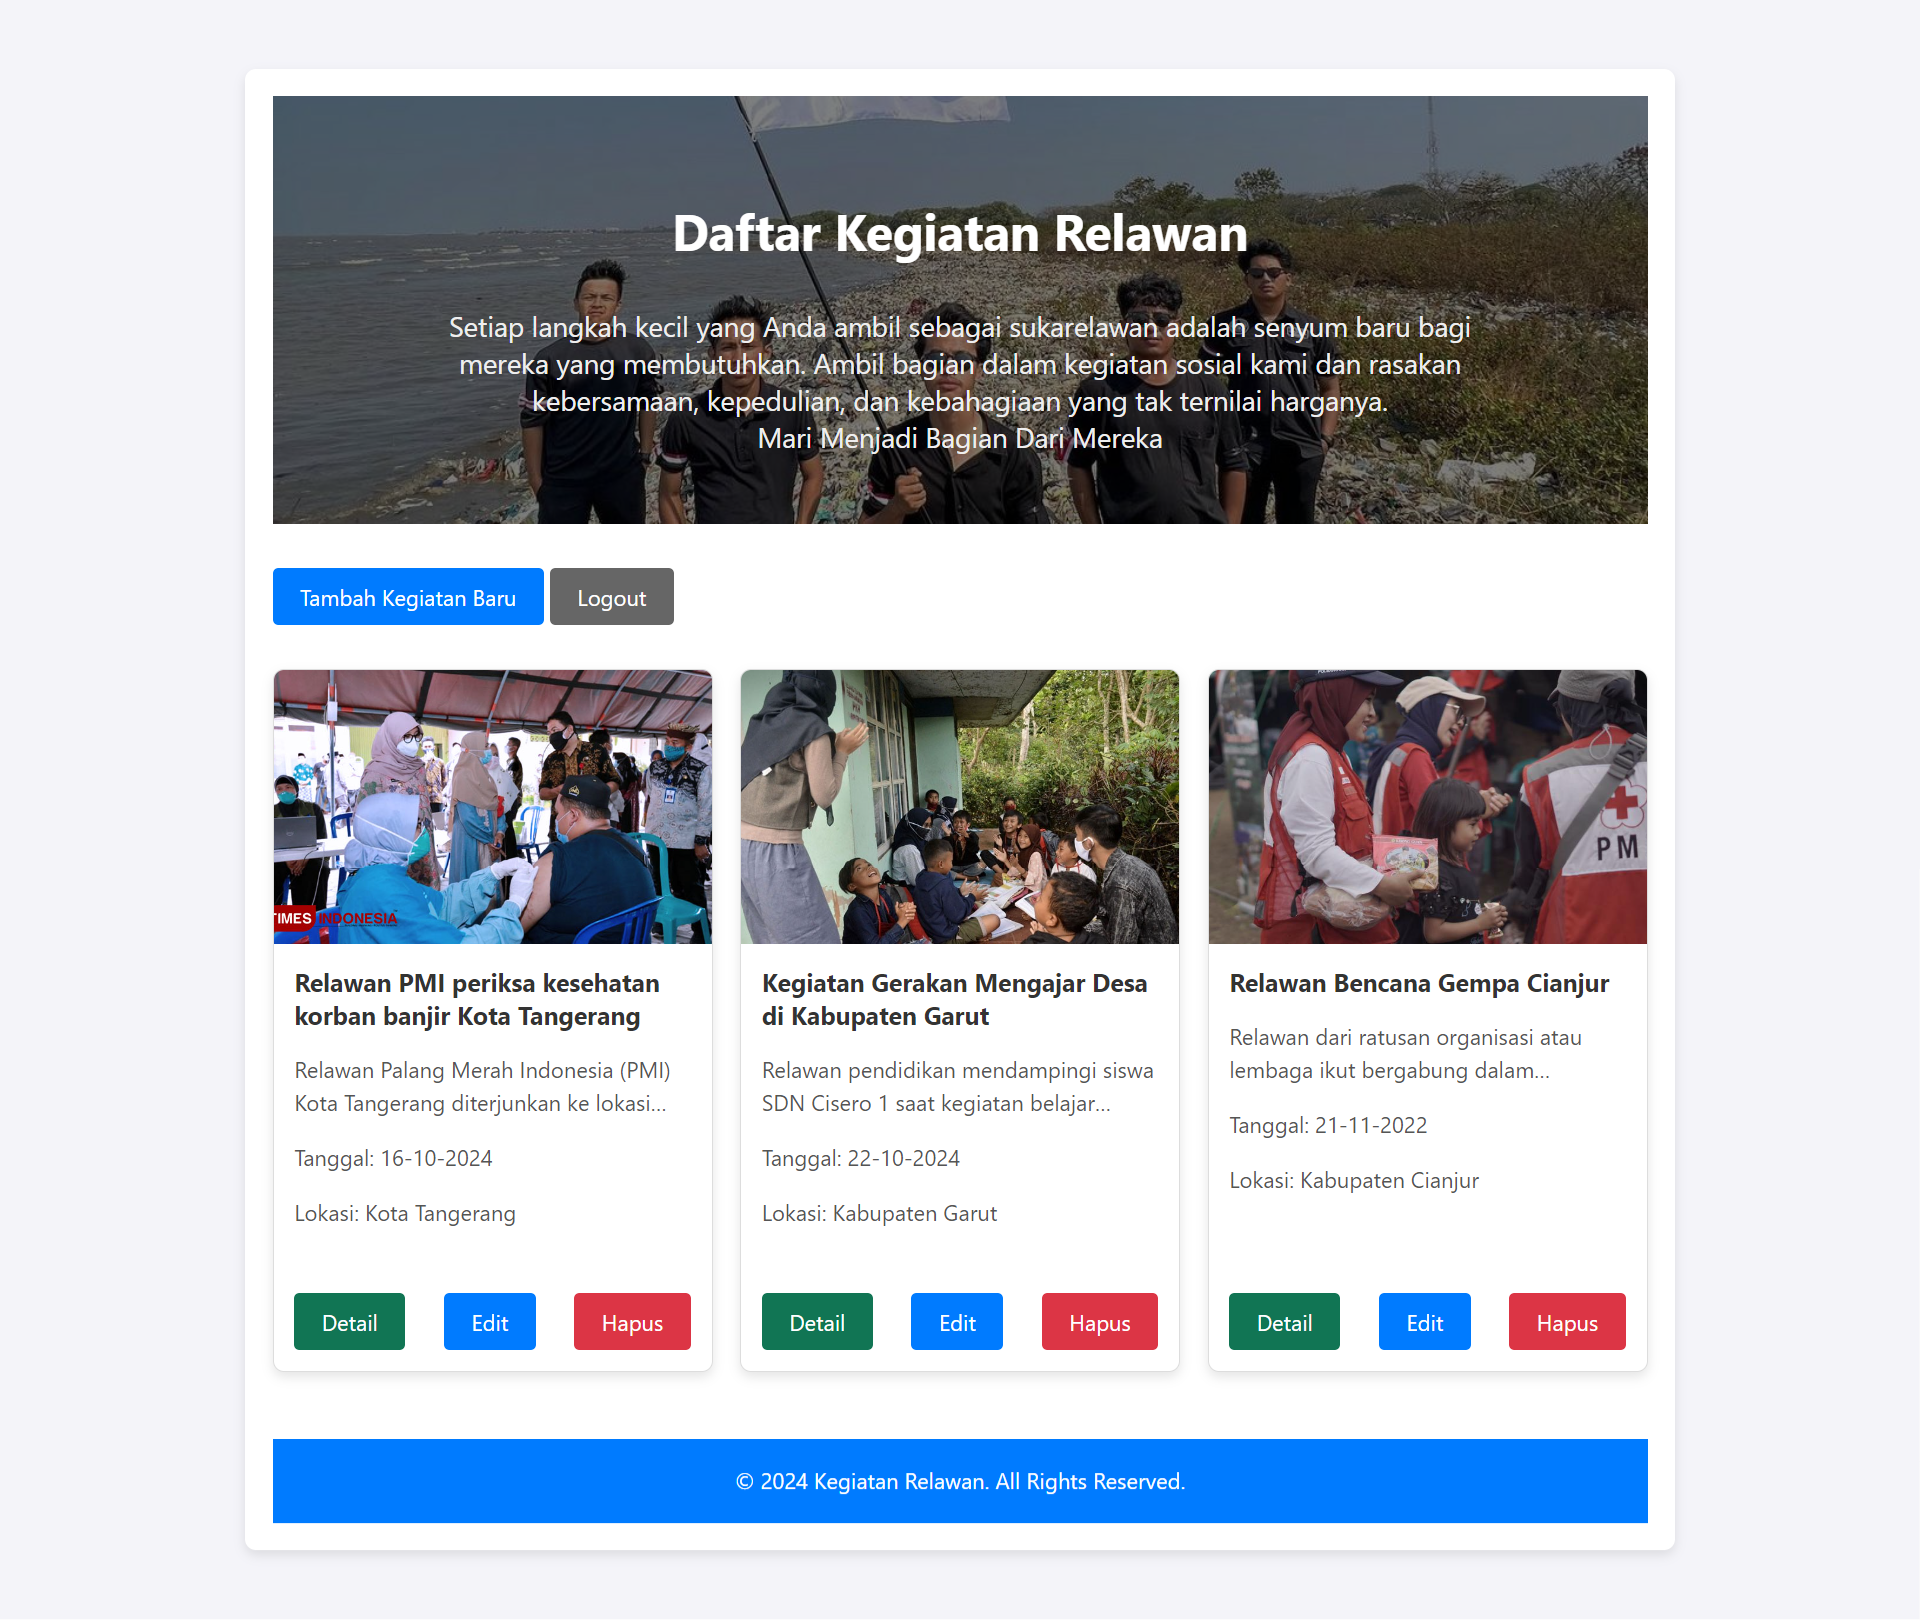 Daftar Kegiatan Relawan
Setiap langkah kecil yang Anda ambil sebagai sukarelawan adalah senyum baru bagi
mereka yang membutuhkan. Ambil bagian dalam kegiatan sosial kami dan rasakan
kebersamaan, kepedulian, dan kebahagiaan yang tak ternilai harganya.
Mari Menjadi Bagian Dari Mereka
Tambah Kegiatan Baru
Logout
TIMES INDONESIA
Relawan PMI periksa kesehatan
korban banjir Kota Tangerang
Relawan Palang Merah Indonesia (PMI)
Kota Tangerang diterjunkan ke lokasi...
Tanggal: 16-10-2024
Lokasi: Kota Tangerang
Detail
Edit
Hapus
Kegiatan Gerakan Mengajar Desa
di Kabupaten Garut
Relawan pendidikan mendampingi siswa
SDN Cisero 1 saat kegiatan belajar...
Tanggal: 22-10-2024
Lokasi: Kabupaten Garut
Detail
Edit
Hapus
PM
Relawan Bencana Gempa Cianjur
Relawan dari ratusan organisasi atau
lembaga ikut bergabung dalam...
Tanggal: 21-11-2022
Lokasi: Kabupaten Cianjur
Detail
Edit
Hapus
© 2024 Kegiatan Relawan. All Rights Reserved.